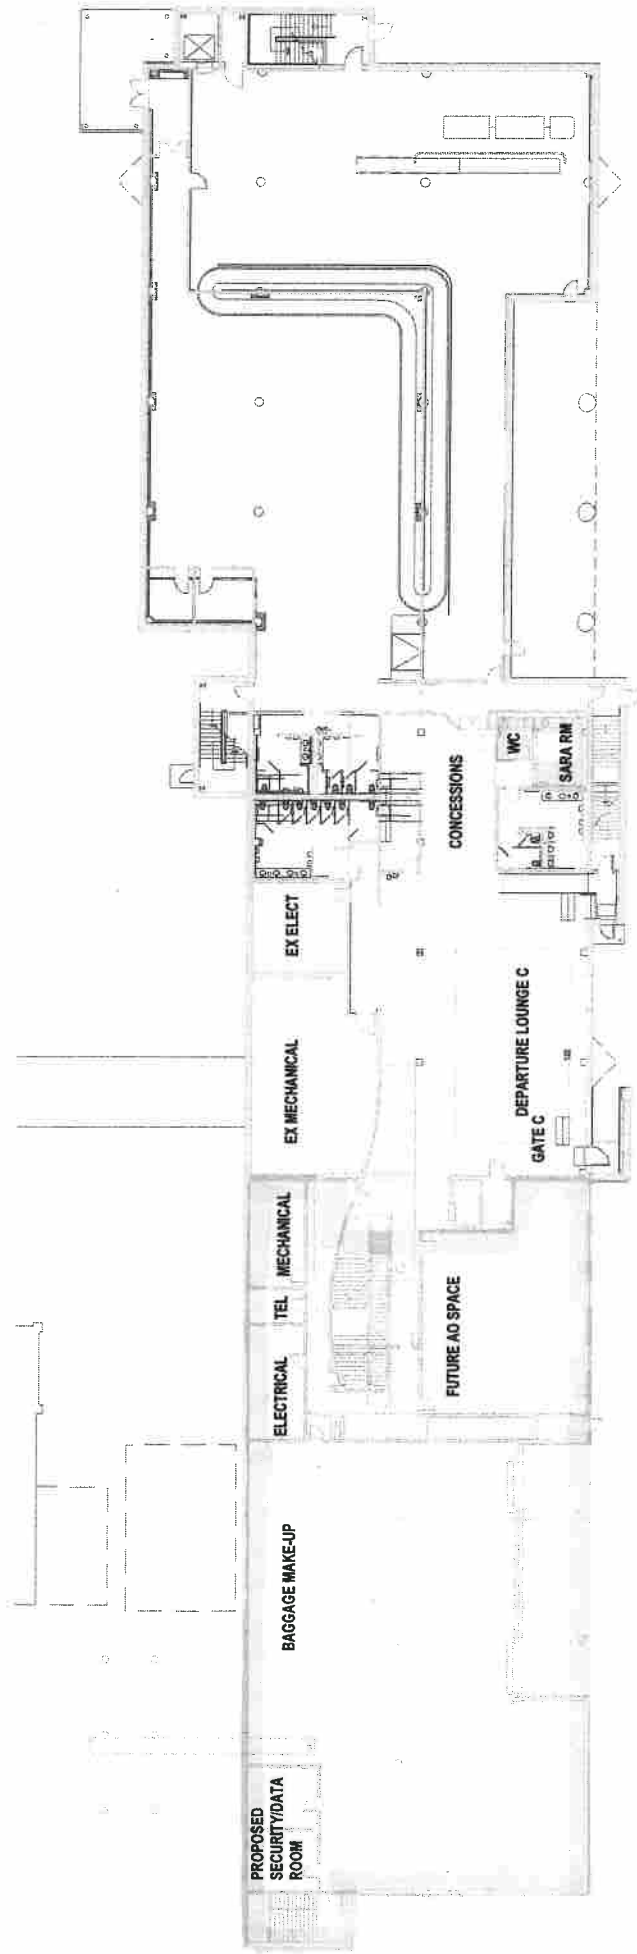 PROPOSED
SECURITY/DATA
ROOM
BAGGAGE MAKE-UP
ELECTRICAL
TEL
MECHANICAL
FUTURE AO SPACE
EX MECHANICAL
EX ELECT
DEPARTURE LOUNGE C
GATE C
CONCESSIONS
WC
SARA RM